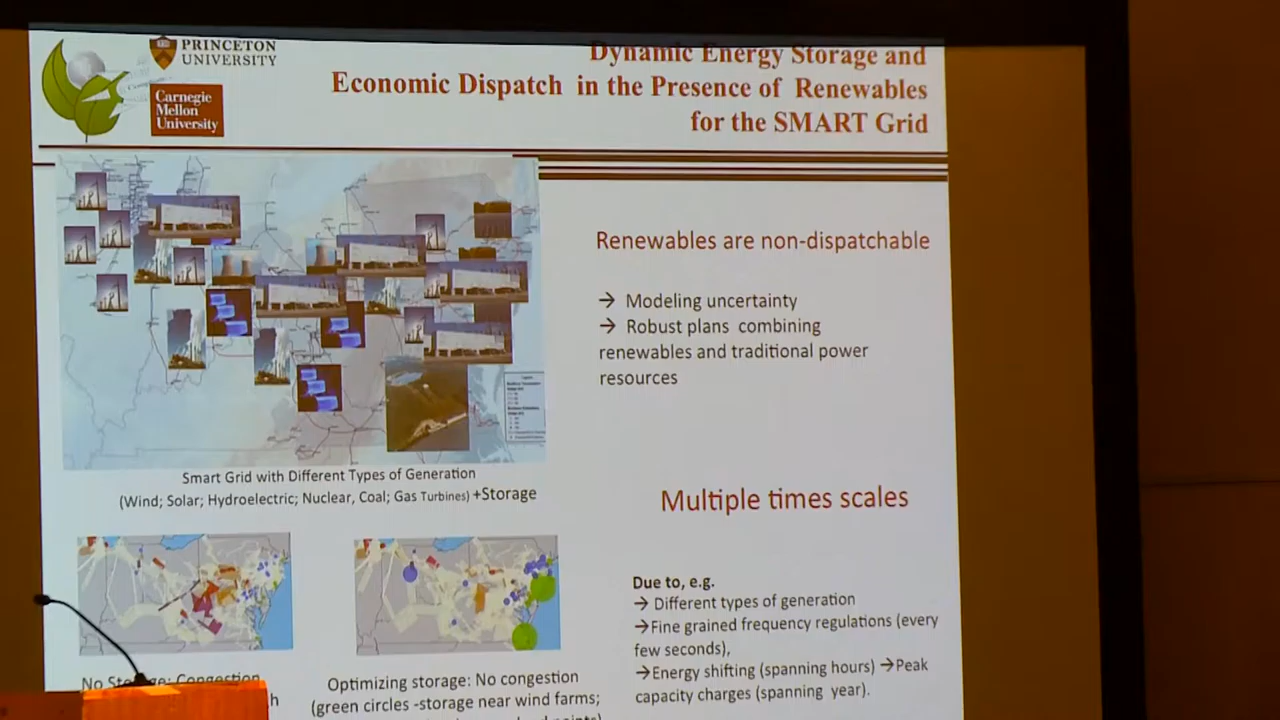 PRINCETON
UNIVERSITY
Carnegie
Mellon
University
Dynamic Energy Storage and
Economic Dispatch in the Presence of Renewables
for the SMART Grid
Renewables are non-dispatchable
→ Modeling uncertainty
→ Robust plans combining
renewables and traditional power
resources
Smart Grid with Different Types of Generation
(Wind; Solar; Hydroelectric; Nuclear, Coal; Gas Turbines) +Storage
Multiple times scales
Due to, e.g.
→ Different types of generation
→Fine grained frequency regulations (every
few seconds),
→Energy shifting (spanning hours) →Peak
capacity charges (spanning year).
No Storage: Congestion
Optimizing storage: No congestion
(green circles -storage near wind farms;